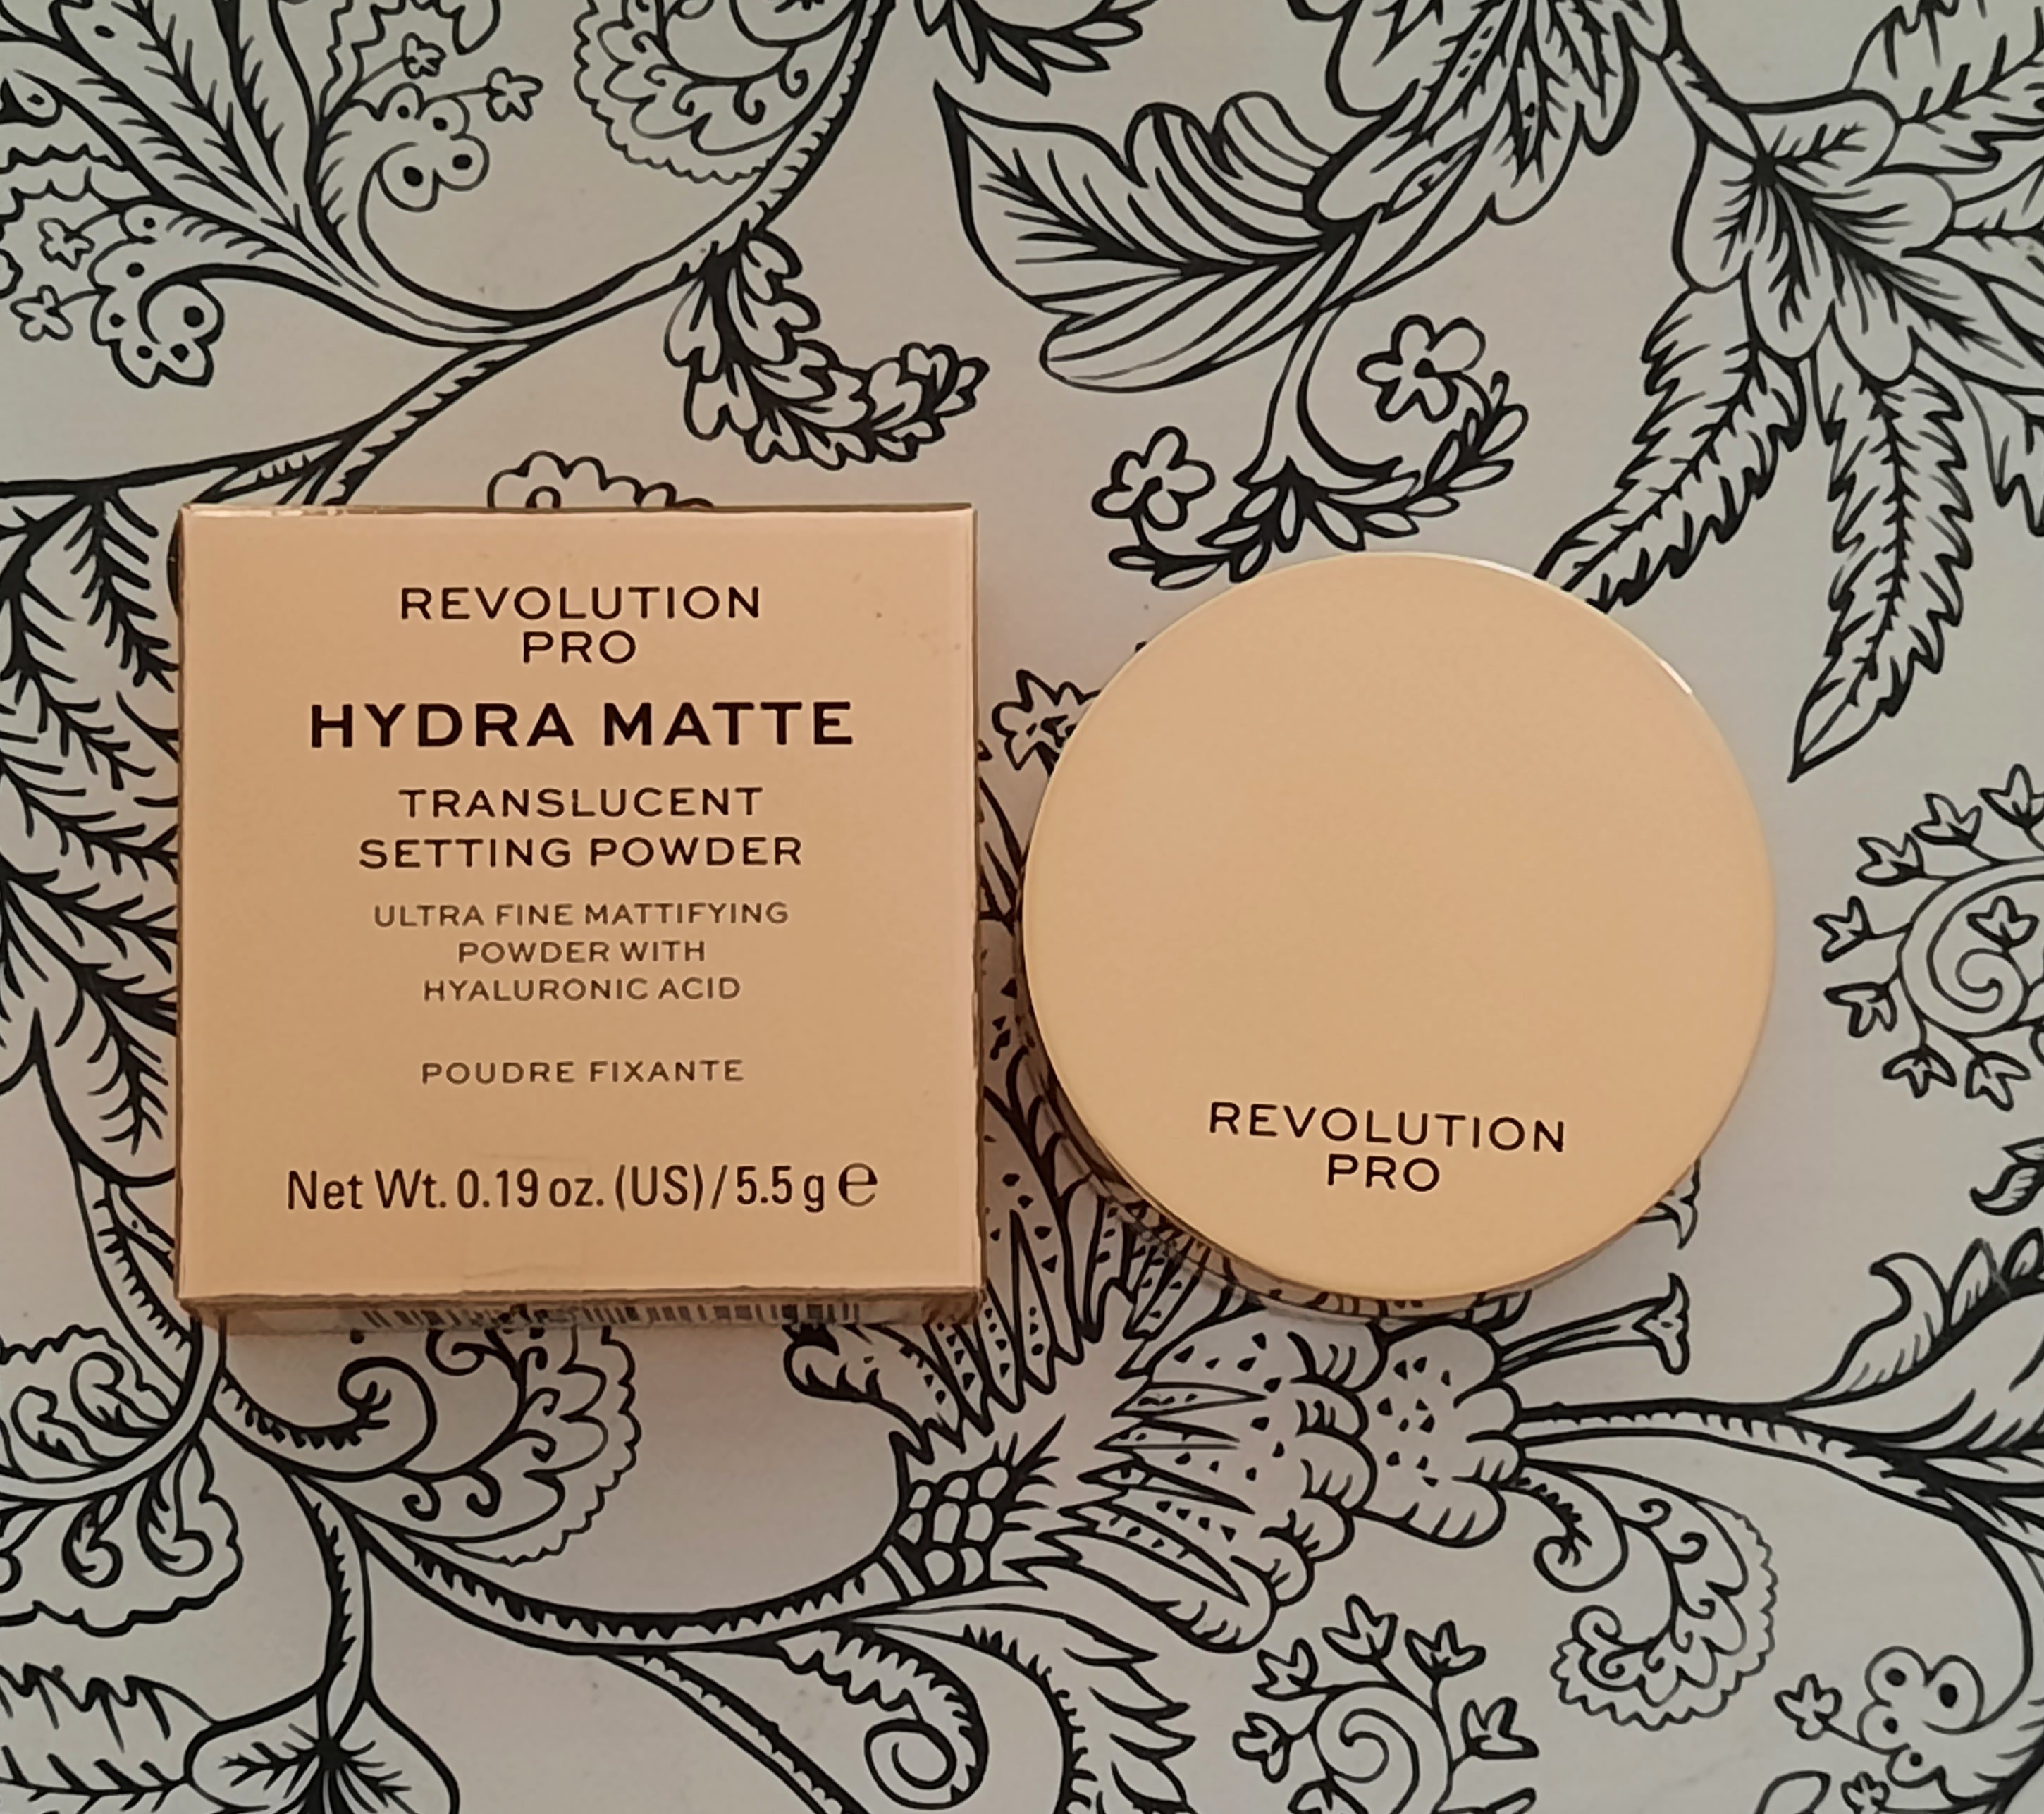 REVOLUTION
PRO
HYDRA MATTE
TRANSLUCENT
SETTING POWDER
ULTRA FINE MATTIFYING
POWDER WITH
HYALURONIC ACID
POUDRE FIXANTE
Net Wt. 0.19 oz. (US) / 5.5 g ℮
REVOLUTION
PRO